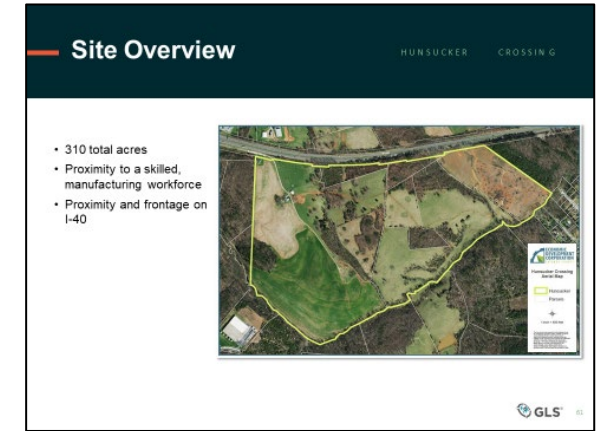 Site Overview
HUNSUCKER CROSSING
• 310 total acres
• Proximity to a skilled,
manufacturing workforce
• Proximity and frontage on
I-40
ECONOMIC
DEVELOPMENT
CORPORATION
Hunsucker Crossing
Aerial Map
Hunsucker
Parcels
GLS